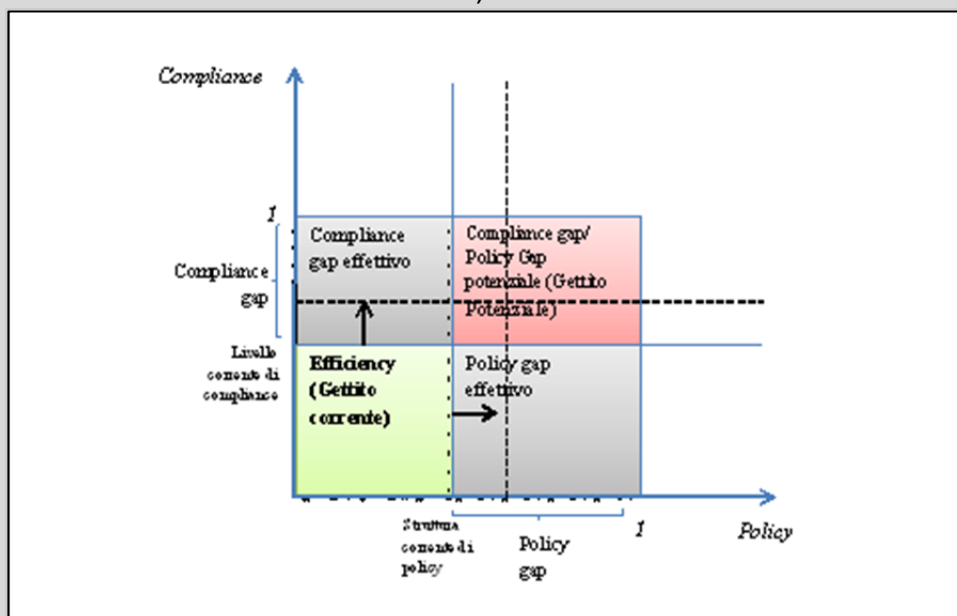 Compliance
1
Compliance
gap effettivo
Compliance gap/
Policy Gap
potenziale (Gettito
Potenziale)
Compliance
gap
Livello
corrente di
compliance
Efficiency
(Gettito
corrente)
Policy gap
effettivo
Struttura
corrente di
policy
Policy
gap
1
Policy